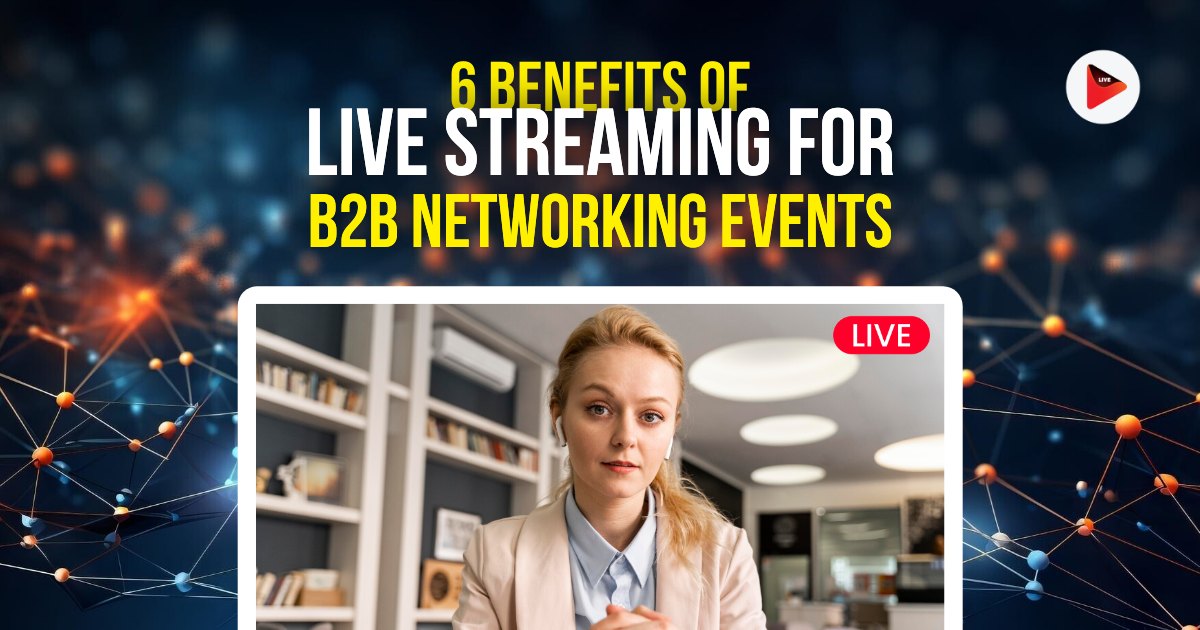 6 BENEFITS OF
LIVE STREAMING FOR
B2B NETWORKING EVENTS
LIVE
LIVE